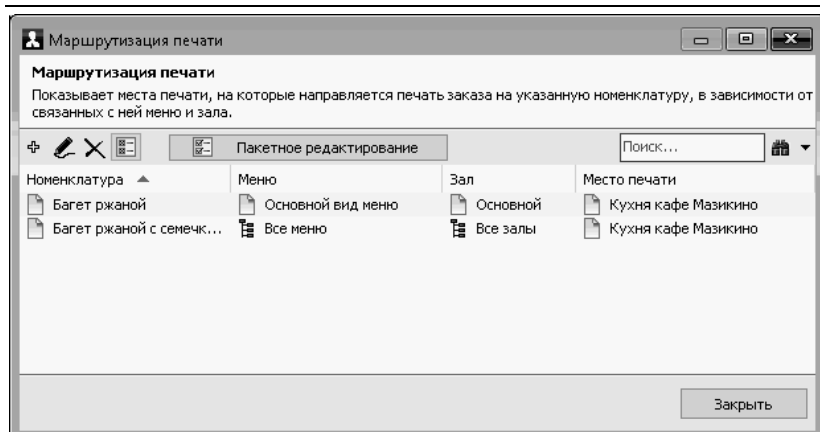 Маршрутизация печати
Маршрутизация печати
Показывает места печати, на которые направляется печать заказа на указанную номенклатуру, в зависимости от
связанных с ней меню и зала.
Пакетное редактирование Поиск...
Номенклатура Меню Зал Место печати
Багет ржаной Основной вид меню Основной Кухня кафе Мазикино
Багет ржаной с семечк... Все меню Все залы Кухня кафе Мазикино
Закрыть